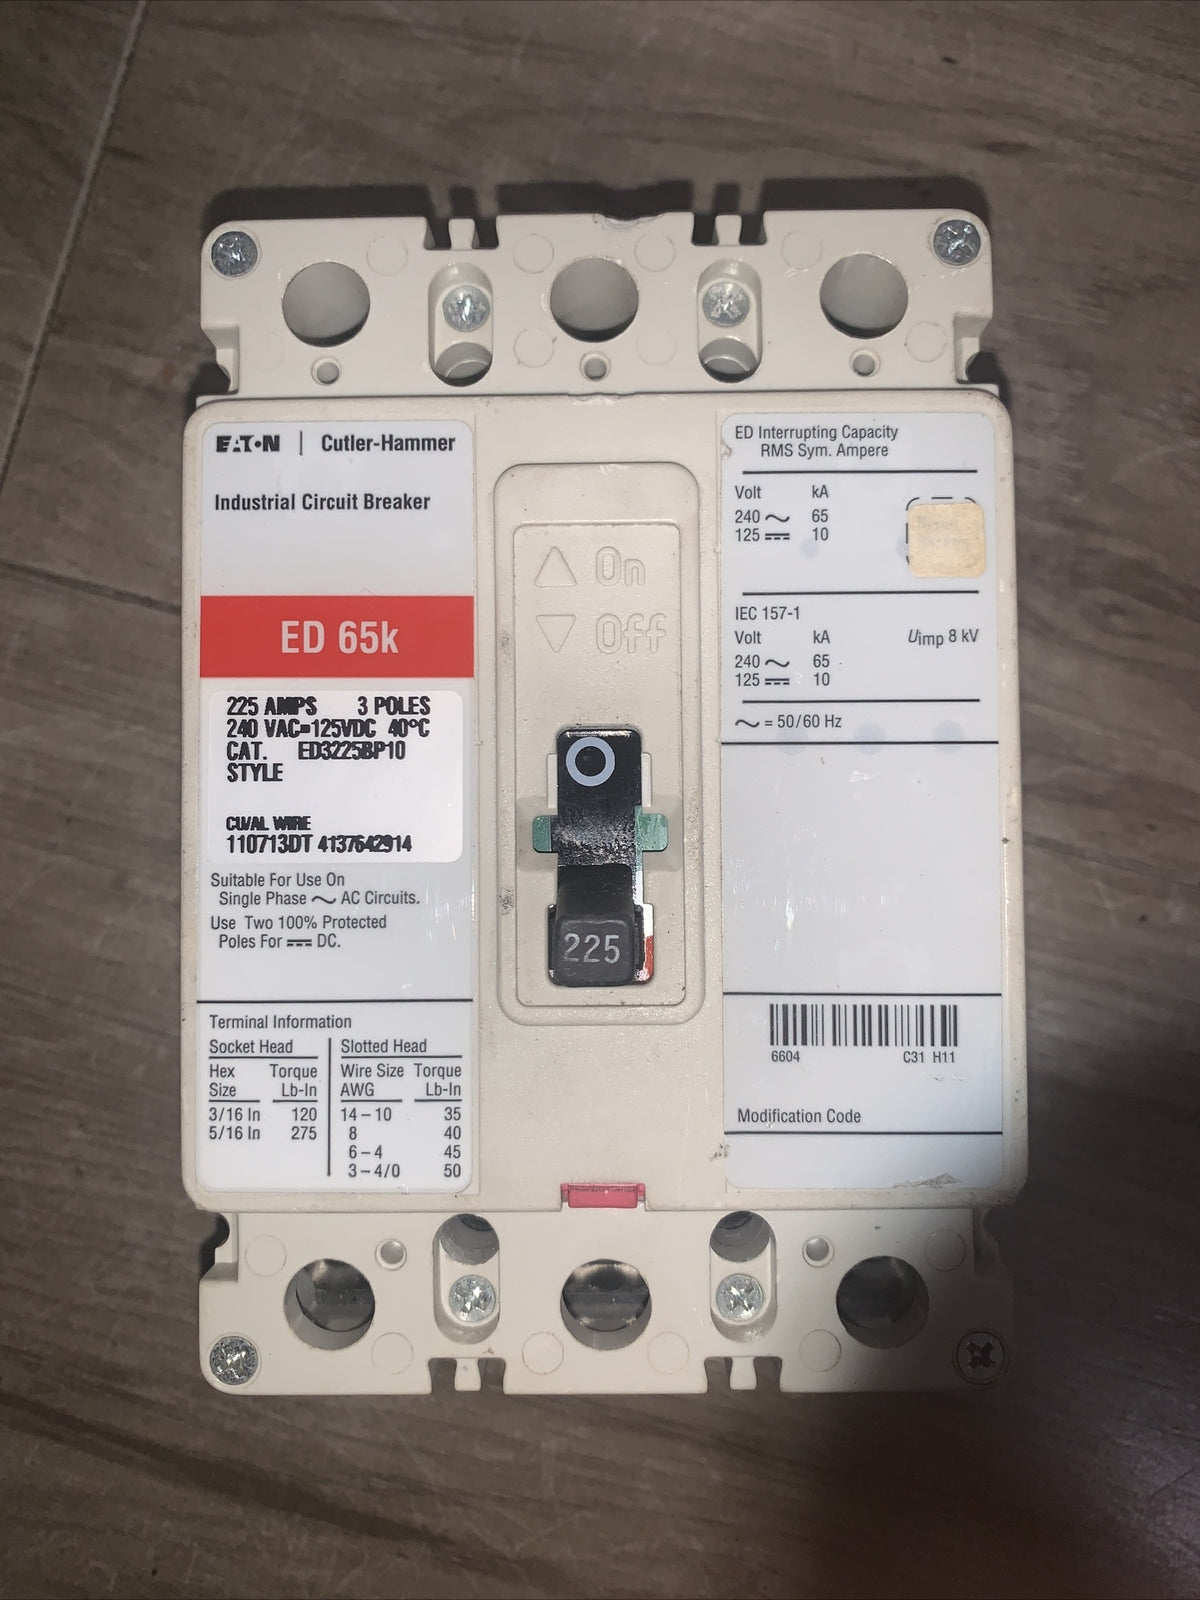 EATON | Cutler-Hammer
Industrial Circuit Breaker
ED 65k
225 AMPS 3 POLES
240 VAC=125VDC 40°C
CAT. ED3225BP10
STYLE
CU/AL WIRE
110713DT 4137642914
Suitable For Use On
Single Phase ~ AC Circuits.
Use Two 100% Protected
Poles For ⎓ DC.
Terminal Information
Socket Head Slotted Head
Hex Torque Wire Size Torque
Size Lb-In AWG Lb-In
3/16 In 120 14–10 35
5/16 In 275 8 40
6–4 45
3–4/0 50
On
Off
O
225
ED Interrupting Capacity
RMS Sym. Ampere
Volt kA
240 ~ 65
125 ⎓ 10
IEC 157-1
Volt kA Uimp 8 kV
240 ~ 65
125 ⎓ 10
~ = 50/60 Hz
6604 C31 H11
Modification Code